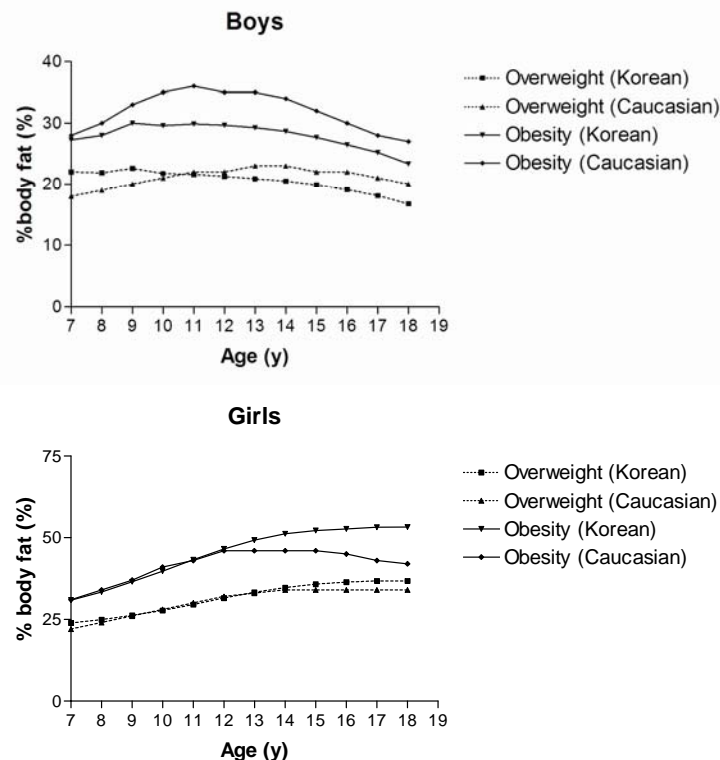 Boys
%body fat (%)
40
30
20
10
0
7 8 9 10 11 12 13 14 15 16 17 18 19
Age (y)
Overweight (Korean)
Overweight (Caucasian)
Obesity (Korean)
Obesity (Caucasian)
Girls
% body fat (%)
75
50
25
0
7 8 9 10 11 12 13 14 15 16 17 18 19
Age (y)
Overweight (Korean)
Overweight (Caucasian)
Obesity (Korean)
Obesity (Caucasian)